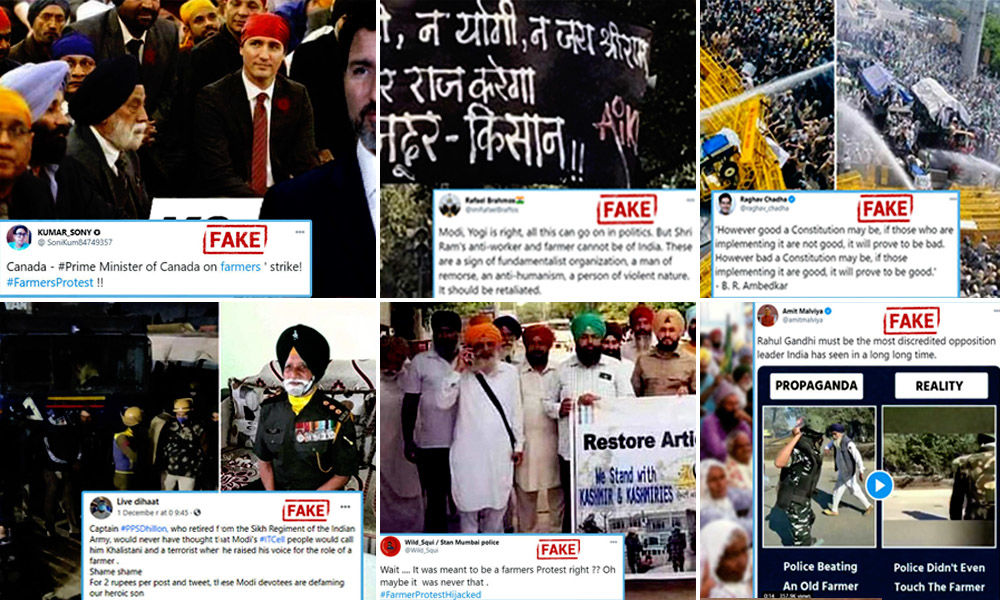 KUMAR_SONY
@ SoniKum84749357
FAKE
Canada - #Prime Minister of Canada on farmers ' strike!
#FarmersProtest !!
न योगी, न जय श्रीराम
राज करेगा
किसान !!
Rafael Brahmos
FAKE
Modi, Yogi is right, all this can go on in politics. But Shri
Ram's anti-worker and farmer cannot be of India. These
are a sign of fundamentalist organization, a man of
remorse, an anti-humanism, a person of violent nature.
It should be retaliated.
Raghav Chadha
@raghav_chadha
FAKE
'However good a Constitution may be, if those who are
implementing it are not good, it will prove to be bad.
However bad a Constitution may be, if those
implementing it are good, it will prove to be good.'
- B. R. Ambedkar
Live dihaat
1 December at 0 9:45
FAKE
Captain #PPSDhillon, who retired from the Sikh Regiment of the Indian
Army, would never have thought that Modi's #ITCell people would call
him Khalistani and a terrorist when he raised his voice for the role of a
farmer .
Shame shame
For 2 rupees per post and tweet, these Modi devotees are defaming
our heroic son
Restore Arti
We Stand with
KASHMIR & KASHMIRIES
Wild_Squi / Stan Mumbai police
@Wild_Squi
FAKE
Wait .... It was meant to be a farmers Protest right ?? Oh
maybe it was never that .
#FarmerProtestHijacked
Amit Malviya
@amitmalviya
FAKE
Rahul Gandhi must be the most discredited opposition
leader India has seen in a long long time.
PROPAGANDA
REALITY
Police Beating
An Old Farmer
Police Didn't Even
Touch The Farmer
0:14